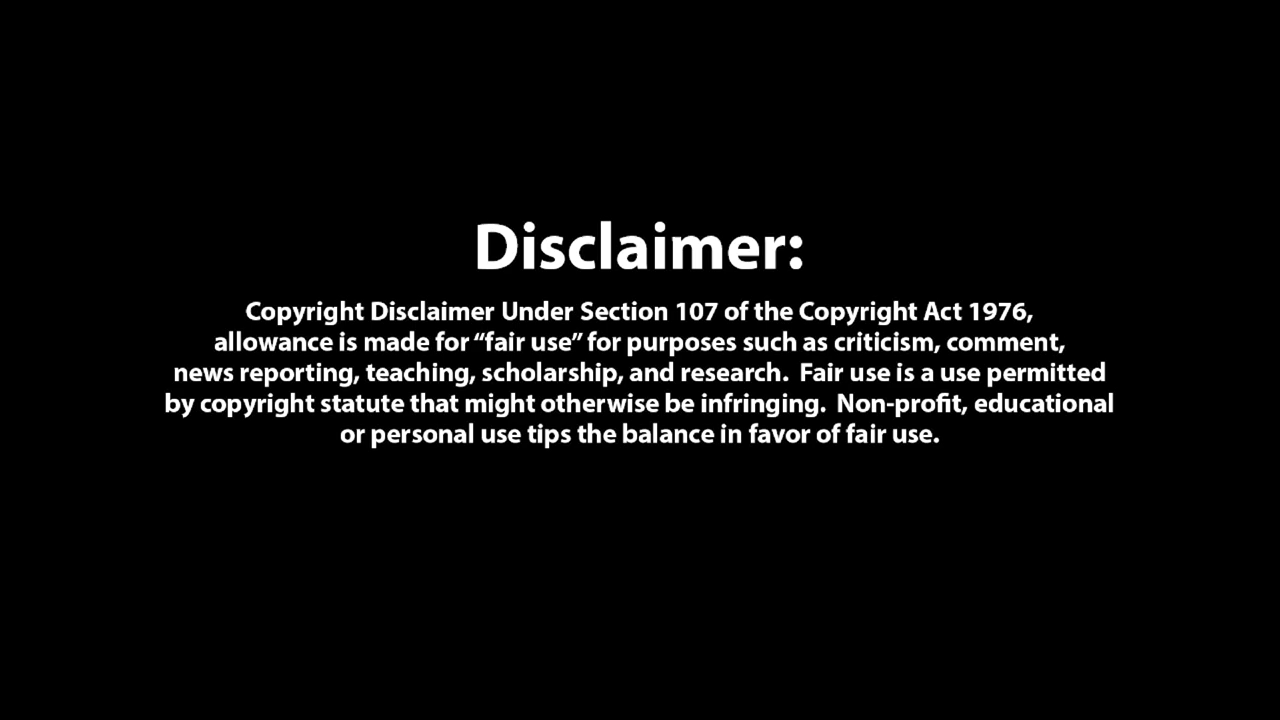 Disclaimer:
Copyright Disclaimer Under Section 107 of the Copyright Act 1976,
allowance is made for “fair use” for purposes such as criticism, comment,
news reporting, teaching, scholarship, and research.  Fair use is a use permitted
by copyright statute that might otherwise be infringing.  Non-profit, educational
or personal use tips the balance in favor of fair use.